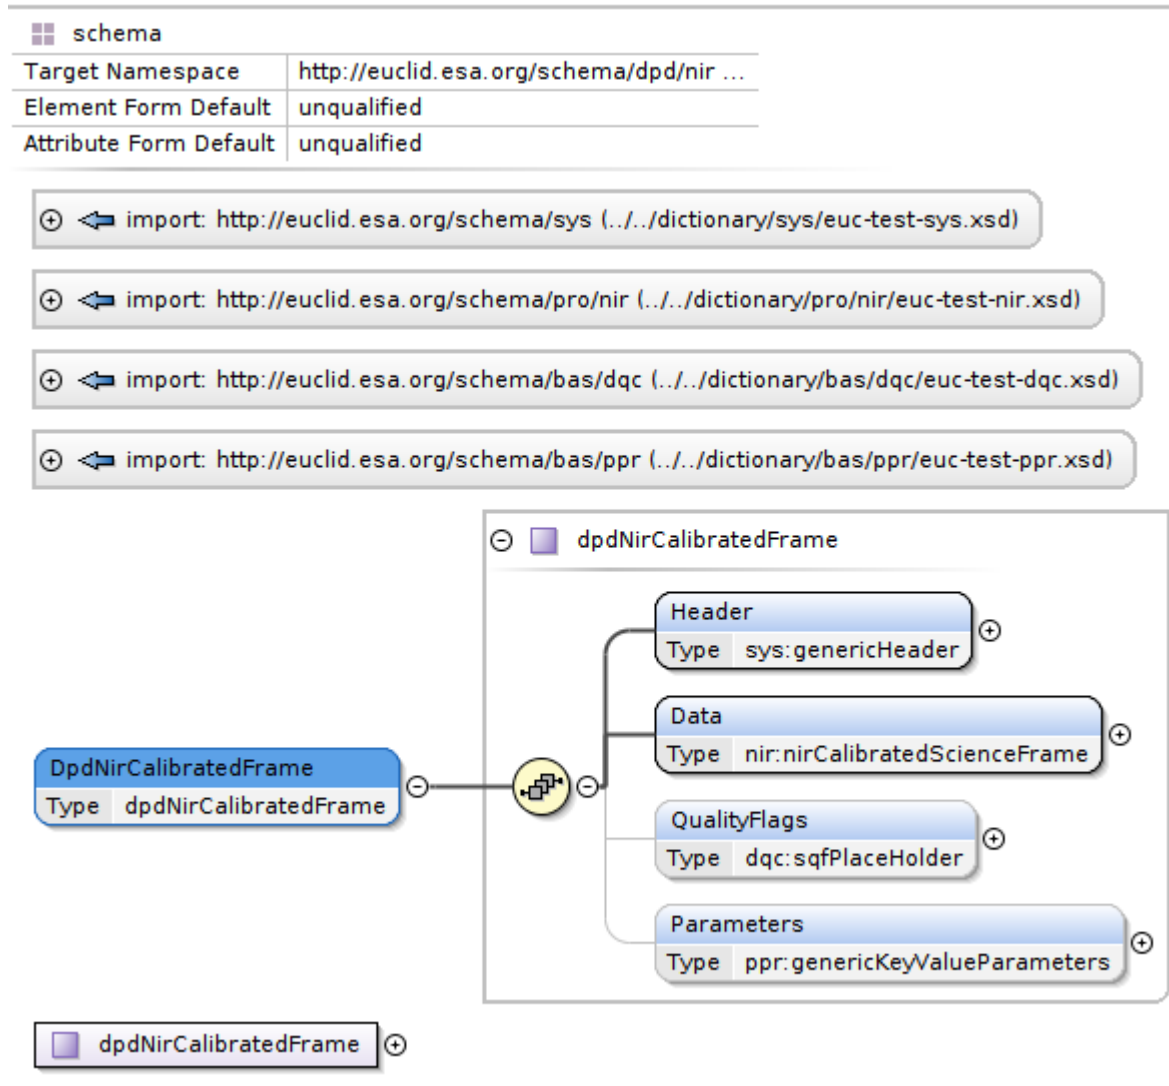 schema
Target Namespace http://euclid.esa.org/schema/dpd/nir ...
Element Form Default unqualified
Attribute Form Default unqualified
import: http://euclid.esa.org/schema/sys (../../dictionary/sys/euc-test-sys.xsd)
import: http://euclid.esa.org/schema/pro/nir (../../dictionary/pro/nir/euc-test-nir.xsd)
import: http://euclid.esa.org/schema/bas/dqc (../../dictionary/bas/dqc/euc-test-dqc.xsd)
import: http://euclid.esa.org/schema/bas/ppr (../../dictionary/bas/ppr/euc-test-ppr.xsd)
dpdNirCalibratedFrame
Header
Type sys:genericHeader
Data
Type nir:nirCalibratedScienceFrame
DpdNirCalibratedFrame
Type dpdNirCalibratedFrame
QualityFlags
Type dqc:sqfPlaceHolder
Parameters
Type ppr:genericKeyValueParameters
dpdNirCalibratedFrame